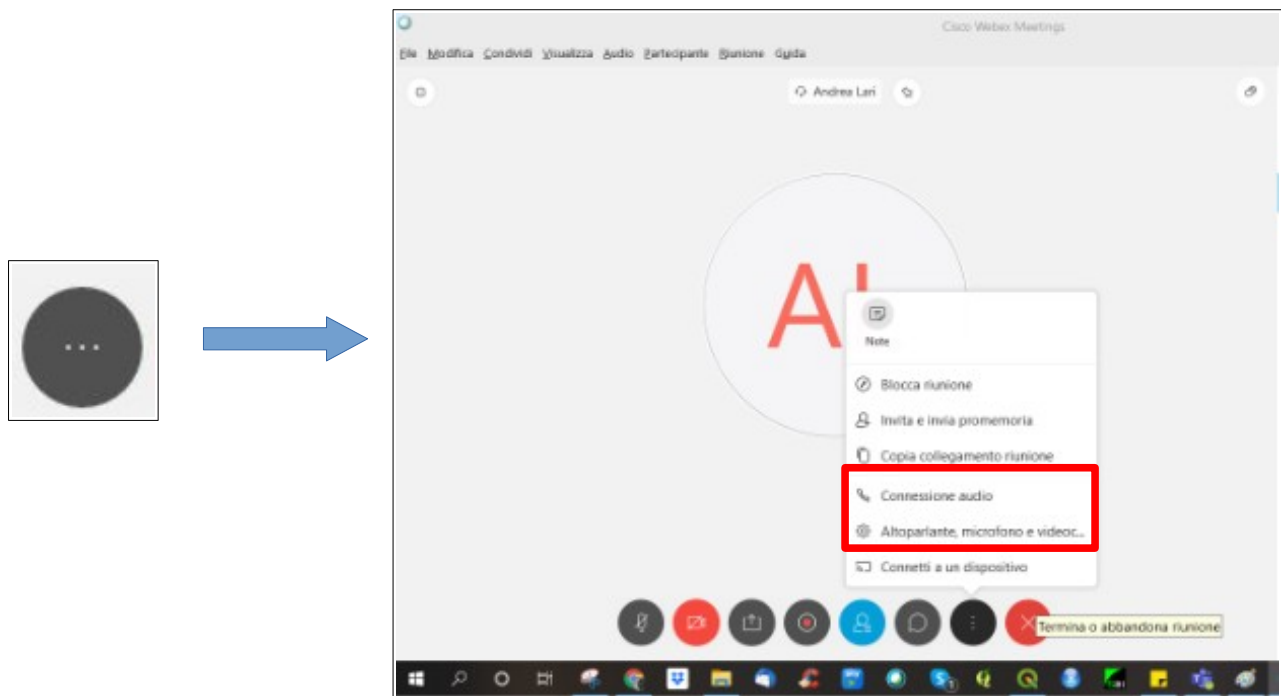 Cisco Webex Meetings
File Modifica Condividi Visualizza Audio Partecipante Riunione Guida
Andrea Lari
AL
Note
Blocca riunione
Invita e invia promemoria
Copia collegamento riunione
Connessione audio
Altoparlante, microfono e videoc...
Connetti a un dispositivo
Termina o abbandona riunione